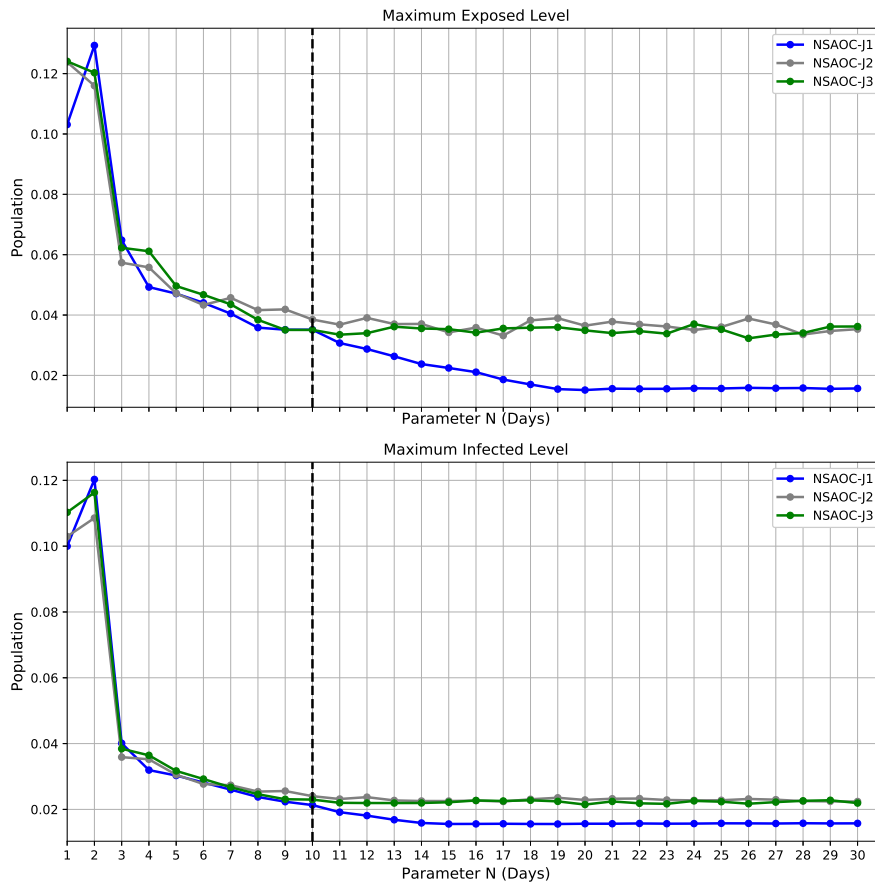 Maximum Exposed Level
NSAOC-J1
NSAOC-J2
NSAOC-J3
0.12
0.10
0.08
0.06
0.04
0.02
Population
Parameter N (Days)
Maximum Infected Level
NSAOC-J1
NSAOC-J2
NSAOC-J3
0.12
0.10
0.08
0.06
0.04
0.02
Population
1 2 3 4 5 6 7 8 9 10 11 12 13 14 15 16 17 18 19 20 21 22 23 24 25 26 27 28 29 30
Parameter N (Days)